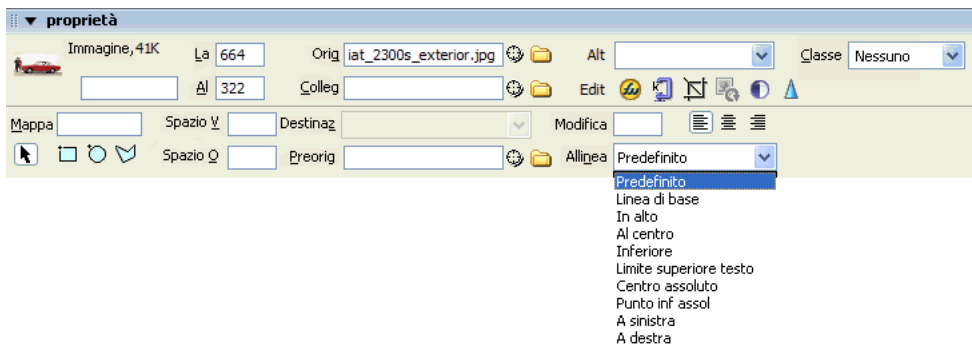 proprietà
Immagine, 41K La 664 Orig iat_2300s_exterior.jpg Alt Classe Nessuno
Al 322 Colleg Edit
Mappa Spazio V Destinaz Modifica
Spazio O Preorig Allinea Predefinito
Predefinito
Linea di base
In alto
Al centro
Inferiore
Limite superiore testo
Centro assoluto
Punto inf assol
A sinistra
A destra